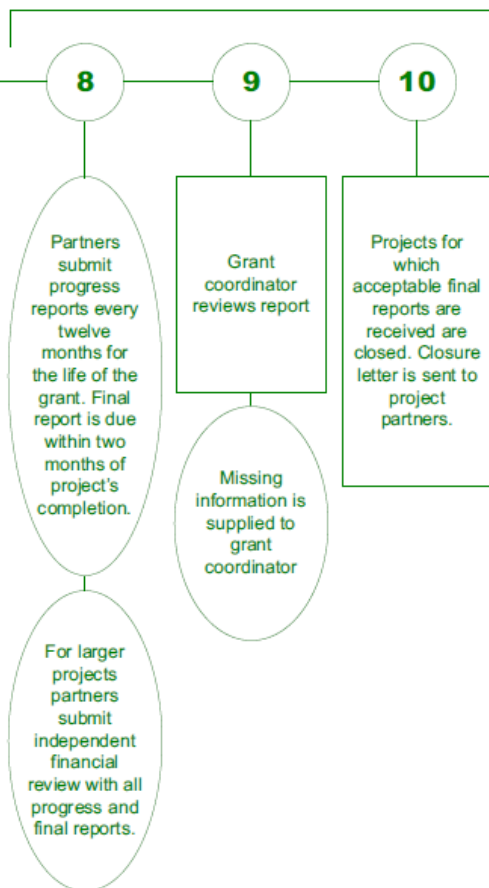 8
9
10
Partners
submit
progress
reports every
twelve
months for
the life of the
grant. Final
report is due
within two
months of
project's
completion.
For larger
projects
partners
submit
independent
financial
review with all
progress and
final reports.
Grant
coordinator
reviews report
Missing
information is
supplied to
grant
coordinator
Projects for
which
acceptable final
reports are
received are
closed. Closure
letter is sent to
project
partners.